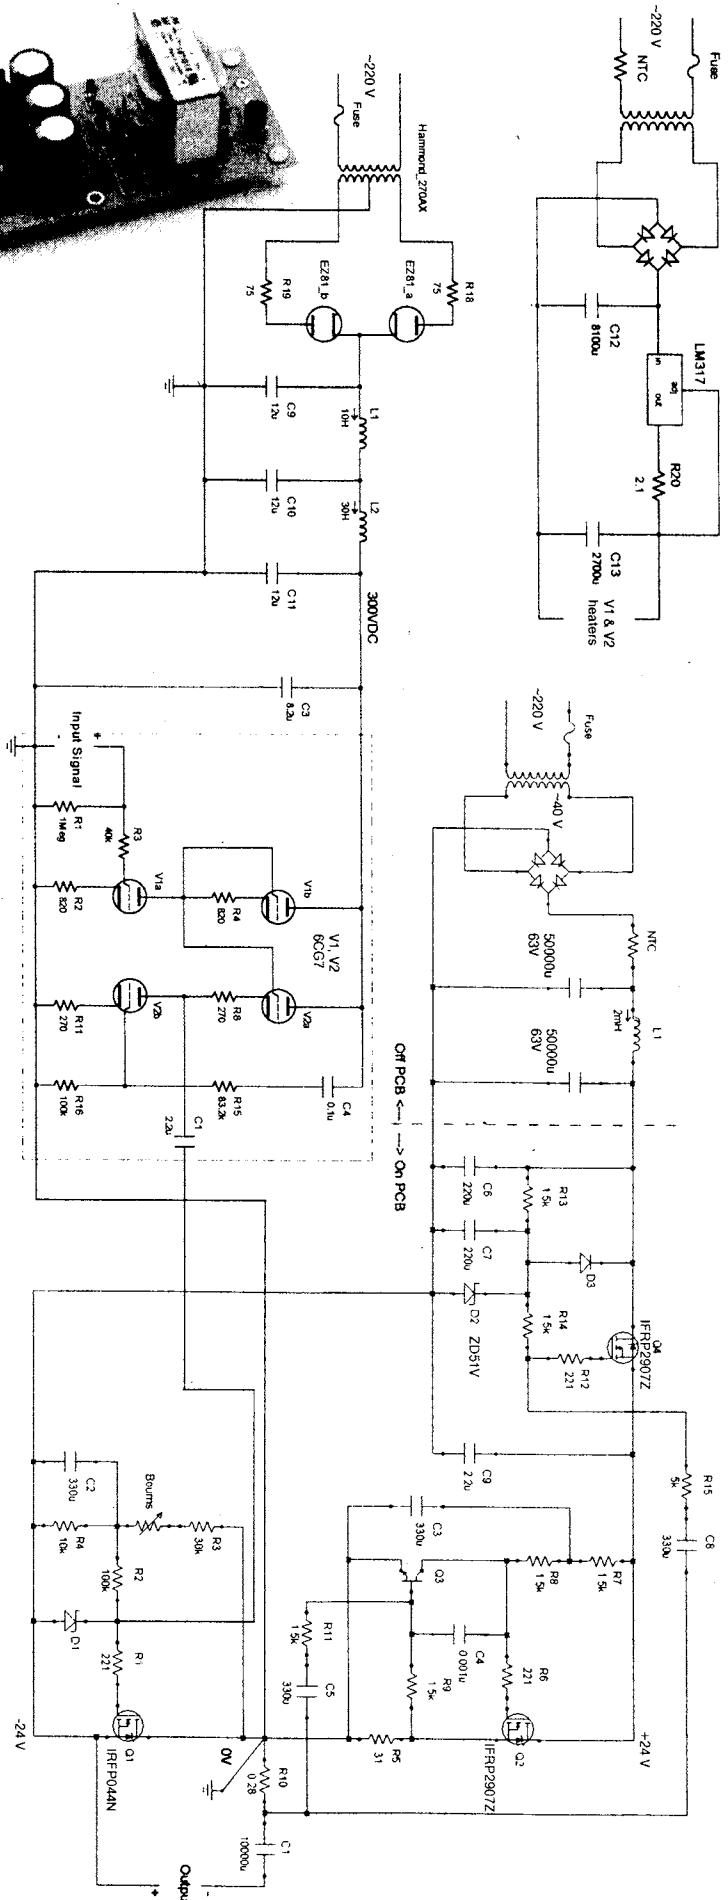 Fuse
~220 V
NTC
LM317
in
adj
out
R20
2.1
C12
8100u
C13
2700u
V1 & V2
heaters
~220 V
Fuse
Hammond_270AX
R18
75
R19
75
EZ81_a
EZ81_b
L1
10H
L2
30H
C9
12u
C10
12u
C11
12u
300VDC
C3
8.2u
Input Signal
+
-
R1
1Meg
R3
40k
R2
820
V1a
R4
820
V1b
V1, V2
6CG7
V2a
R8
270
V2b
R11
270
R16
100k
R15
83.2k
C4
0.1u
C1
2.2u
Fuse
~220 V
~40 V
NTC
50000u
63V
L1
2mH
50000u
63V
Off PCB <---
---> On PCB
C6
220u
R13
1.5k
C7
220u
D3
D2 ZD51V
R14
1.5k
R12
221
Q4
IFRP2907Z
C9
2.2u
R15
5k
C8
330u
C3
330u
R7
1.5k
R8
1.5k
Q3
R11
1.5k
C5
330u
C4
0.001u
R9
1.5k
R6
221
Q2
IFRP2907Z
+24 V
R5
.31
0V
R10
0.28
C1
10000u
Outpu
-
+
C2
330u
Bourns
R3
30k
R4
10k
R2
100k
D1
R1
221
Q1
IRFP044N
-24 V